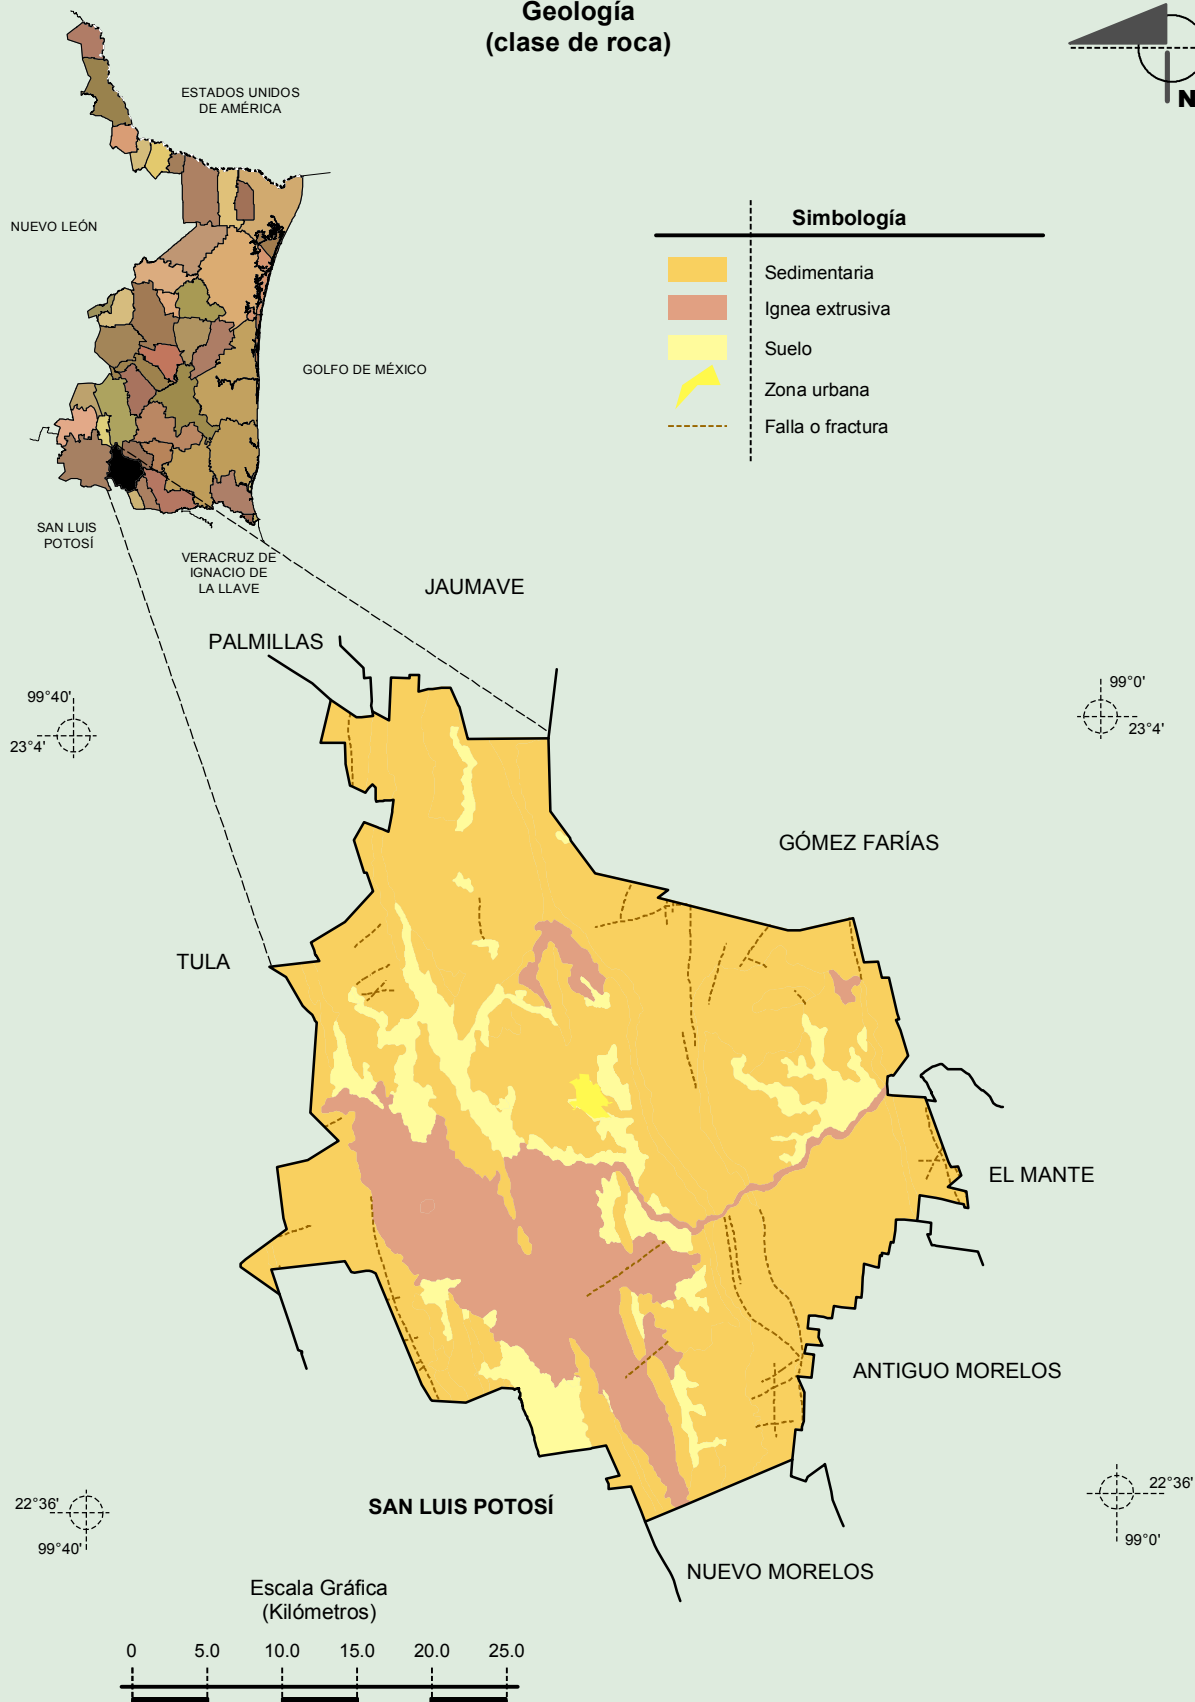 Geología
(clase de roca)
N
ESTADOS UNIDOS
DE AMÉRICA
NUEVO LEÓN
GOLFO DE MÉXICO
SAN LUIS
POTOSÍ
VERACRUZ DE
IGNACIO DE
LA LLAVE
Simbología
Sedimentaria
Ignea extrusiva
Suelo
Zona urbana
Falla o fractura
JAUMAVE
PALMILLAS
99°40'
23°4'
99°0'
23°4'
GÓMEZ FARÍAS
TULA
EL MANTE
ANTIGUO MORELOS
SAN LUIS POTOSÍ
NUEVO MORELOS
22°36'
99°40'
22°36'
99°0'
Escala Gráfica
(Kilómetros)
0 5.0 10.0 15.0 20.0 25.0